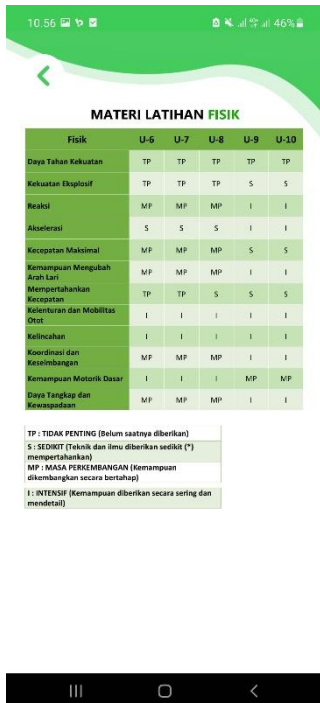 10.56 46%
MATERI LATIHAN FISIK
Fisik U-6 U-7 U-8 U-9 U-10
Daya Tahan Kekuatan TP TP TP TP TP
Kekuatan Eksplosif TP TP TP S S
Reaksi MP MP MP I I
Akselerasi S S S I I
Kecepatan Maksimal MP MP MP S S
Kemampuan Mengubah
Arah Lari MP MP MP I I
Mempertahankan
Kecepatan TP TP S S S
Kelenturan dan Mobilitas
Otot I I I I I
Kelincahan I I I I I
Koordinasi dan
Keseimbangan MP MP MP I I
Kemampuan Motorik Dasar I I I MP MP
Daya Tangkap dan
Kewaspadaan MP MP MP I I
TP : TIDAK PENTING (Belum saatnya diberikan)
S : SEDIKIT (Teknik dan ilmu diberikan sedikit (*)
mempertahankan)
MP : MASA PERKEMBANGAN (Kemampuan
dikembangkan secara bertahap)
I : INTENSIF (Kemampuan diberikan secara sering dan
mendetail)